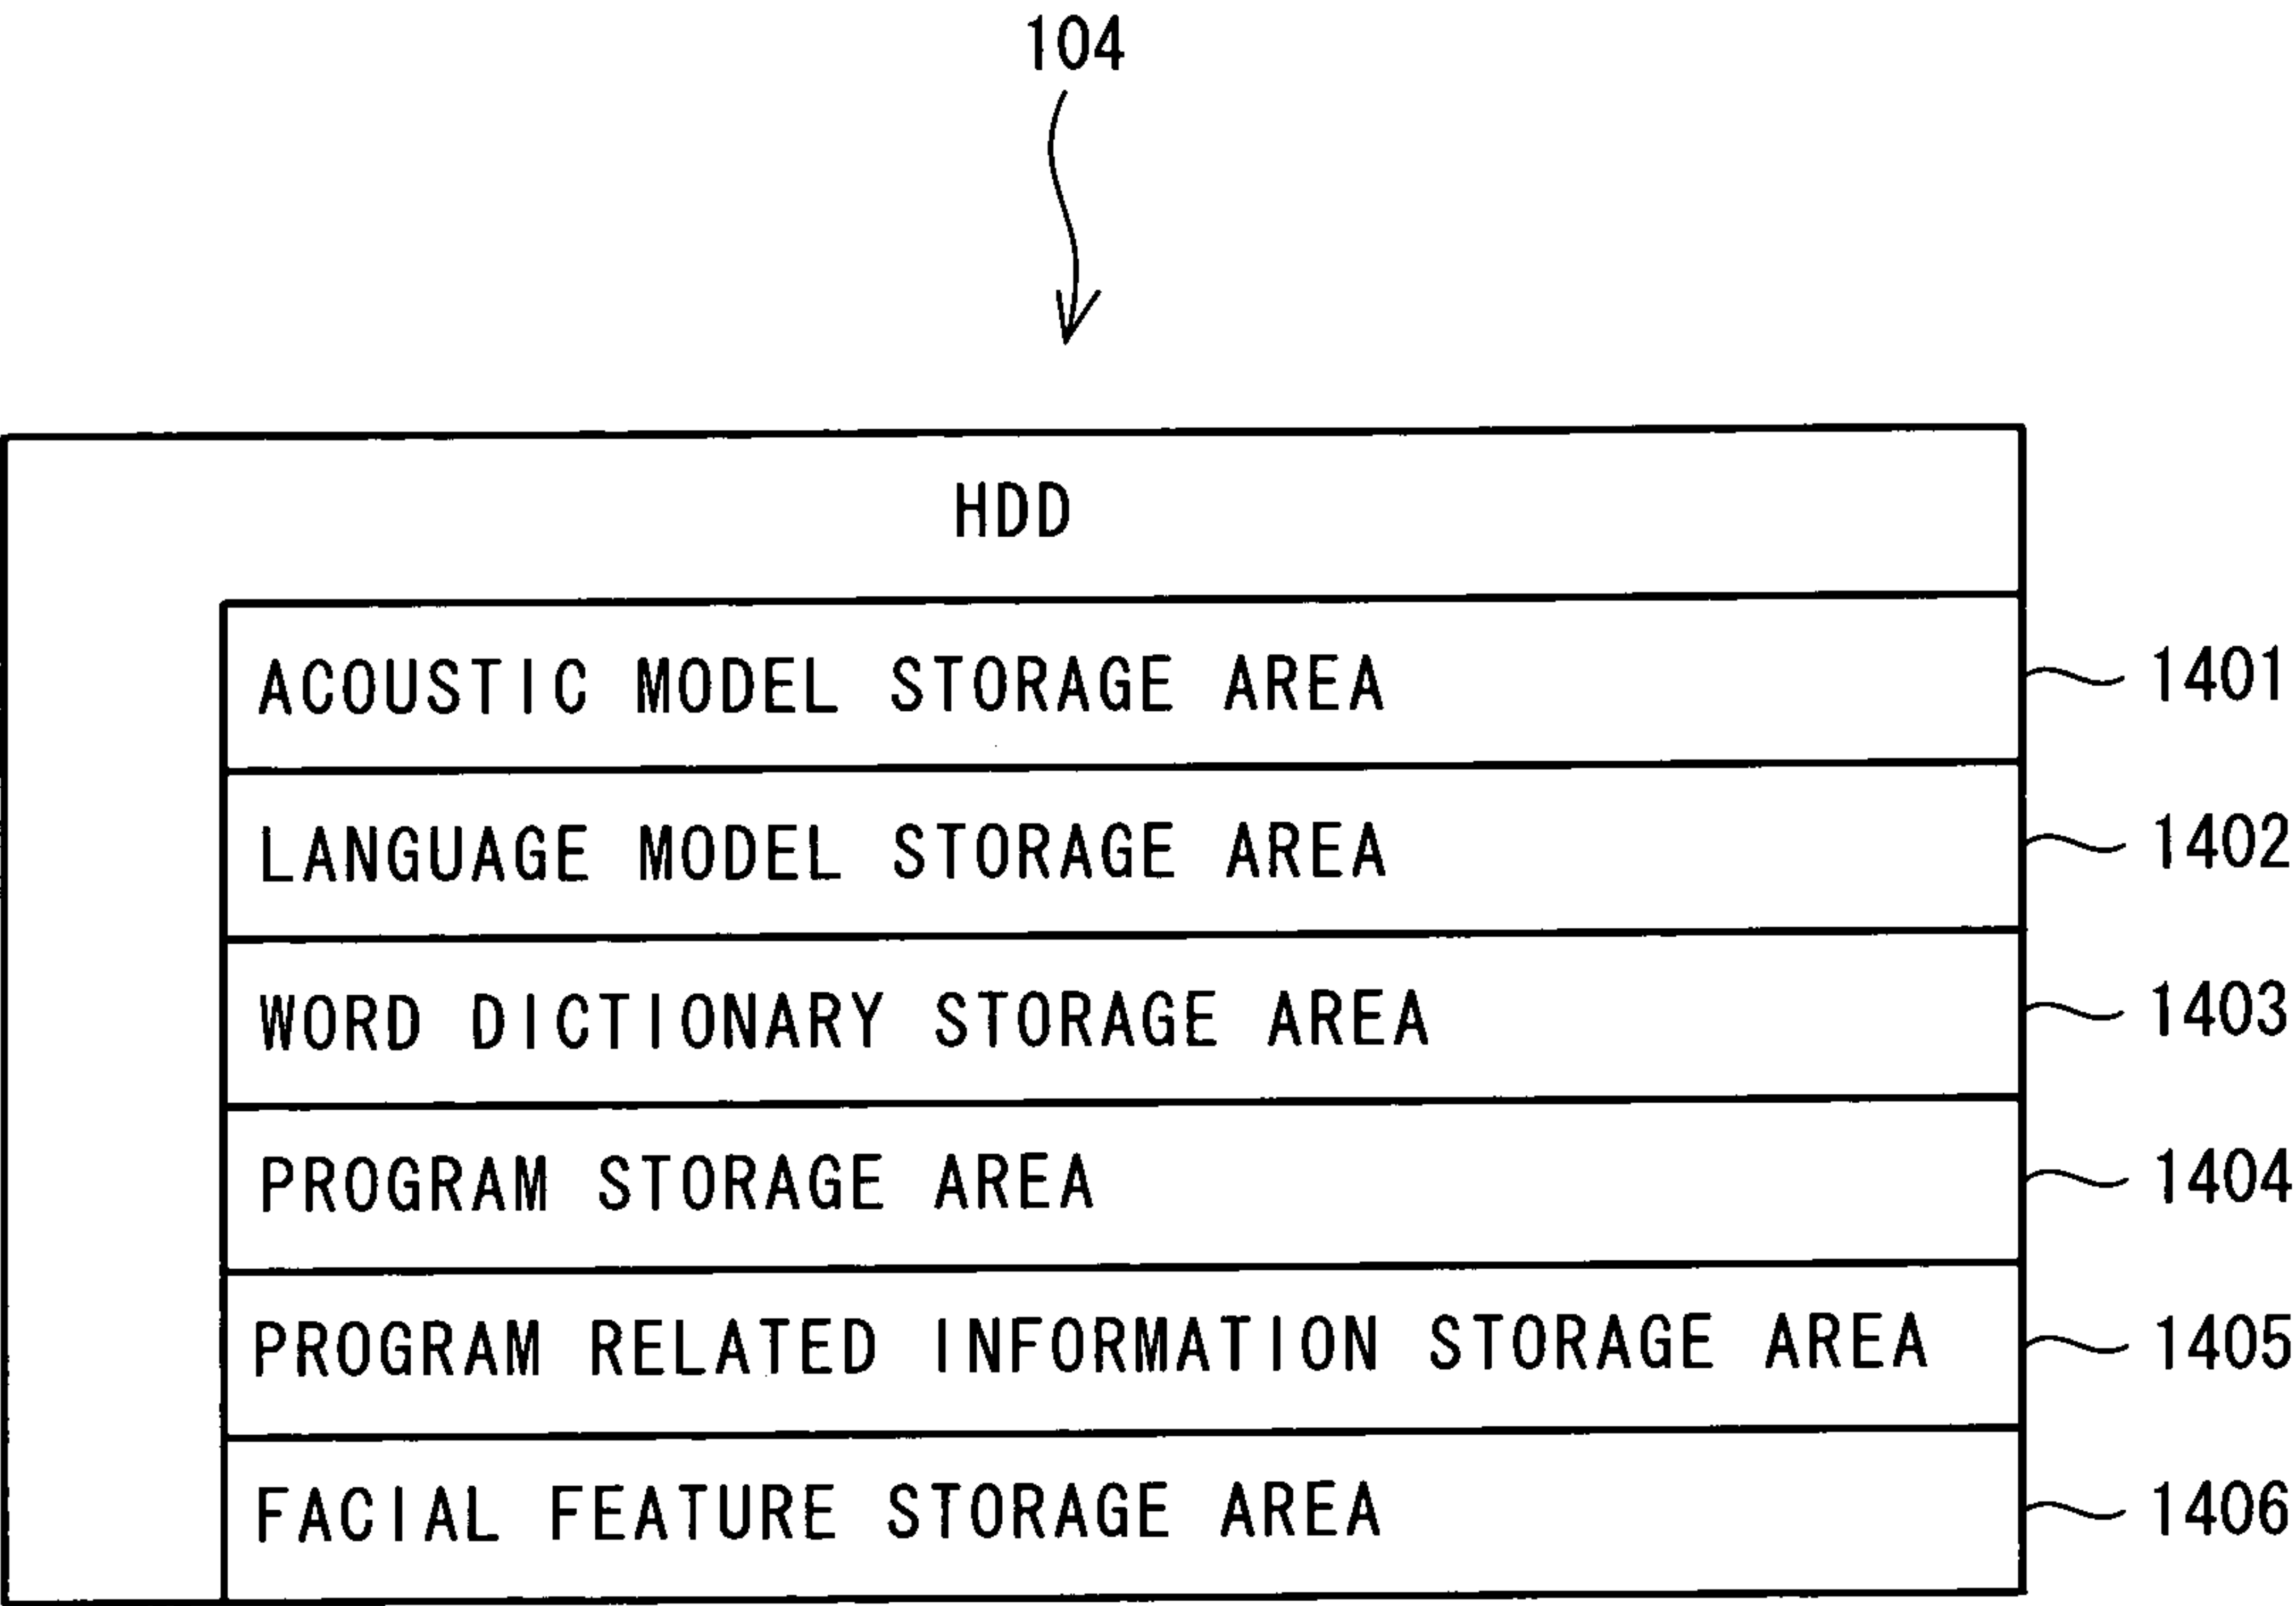 104
HDD
ACOUSTIC MODEL STORAGE AREA 1401
LANGUAGE MODEL STORAGE AREA 1402
WORD DICTIONARY STORAGE AREA 1403
PROGRAM STORAGE AREA 1404
PROGRAM RELATED INFORMATION STORAGE AREA 1405
FACIAL FEATURE STORAGE AREA 1406